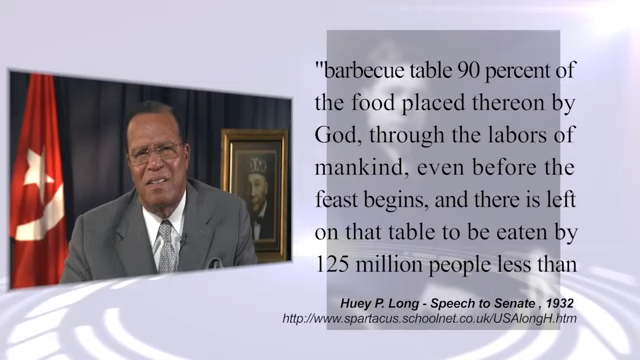 "barbecue table 90 percent of
the food placed thereon by
God, through the labors of
mankind, even before the
feast begins, and there is left
on that table to be eaten by
125 million people less than
Huey P. Long - Speech to Senate , 1932
http://www.spartacus.schoolnet.co.uk/USAlongH.htm